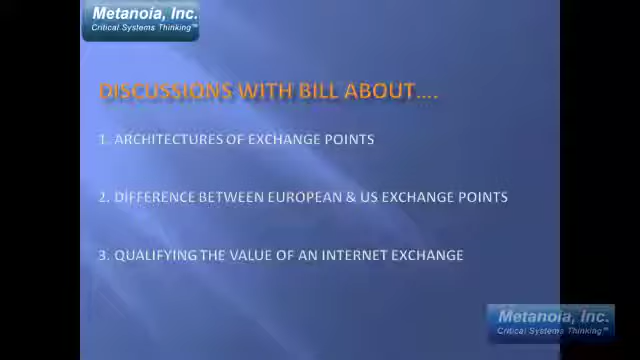 Metanoia, Inc.
Critical Systems Thinking™
DISCUSSIONS WITH BILL ABOUT....
1. ARCHITECTURES OF EXCHANGE POINTS
2. DIFFERENCE BETWEEN EUROPEAN & US EXCHANGE POINTS
3. QUALIFYING THE VALUE OF AN INTERNET EXCHANGE
Metanoia, Inc.
Critical Systems Thinking™